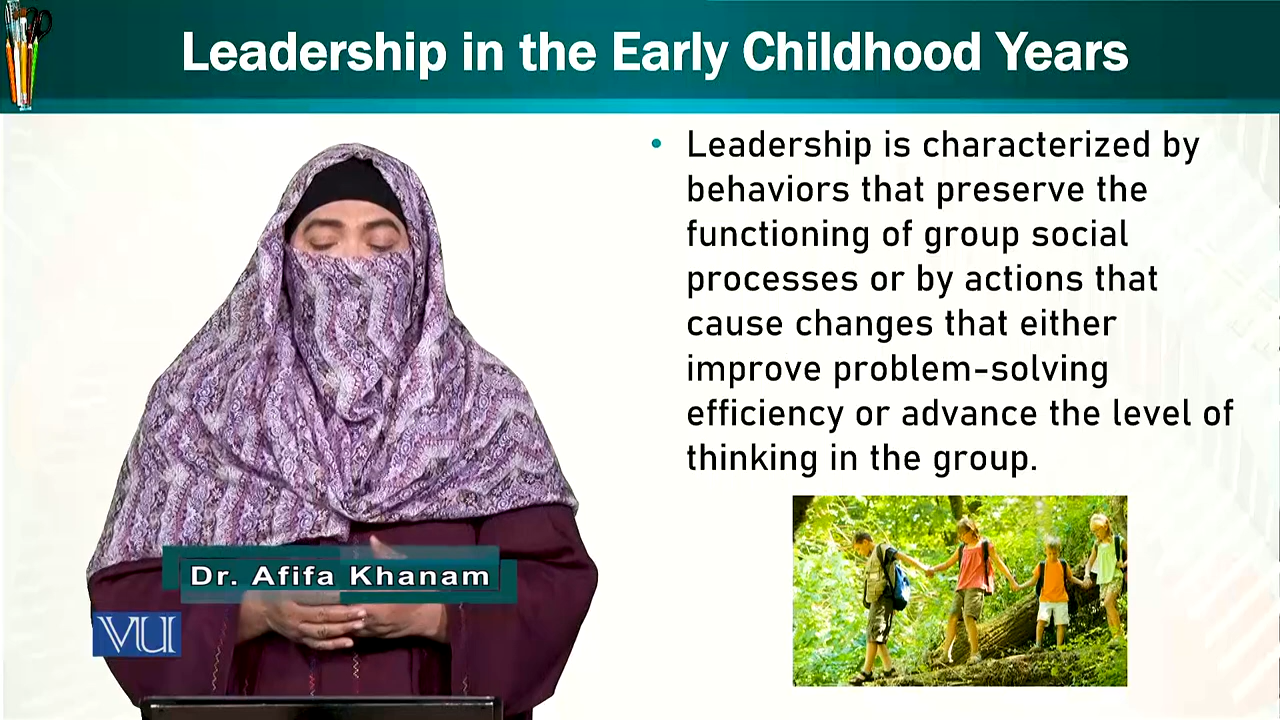 Leadership in the Early Childhood Years
• Leadership is characterized by
behaviors that preserve the
functioning of group social
processes or by actions that
cause changes that either
improve problem-solving
efficiency or advance the level of
thinking in the group.
Dr. Afifa Khanam
VU